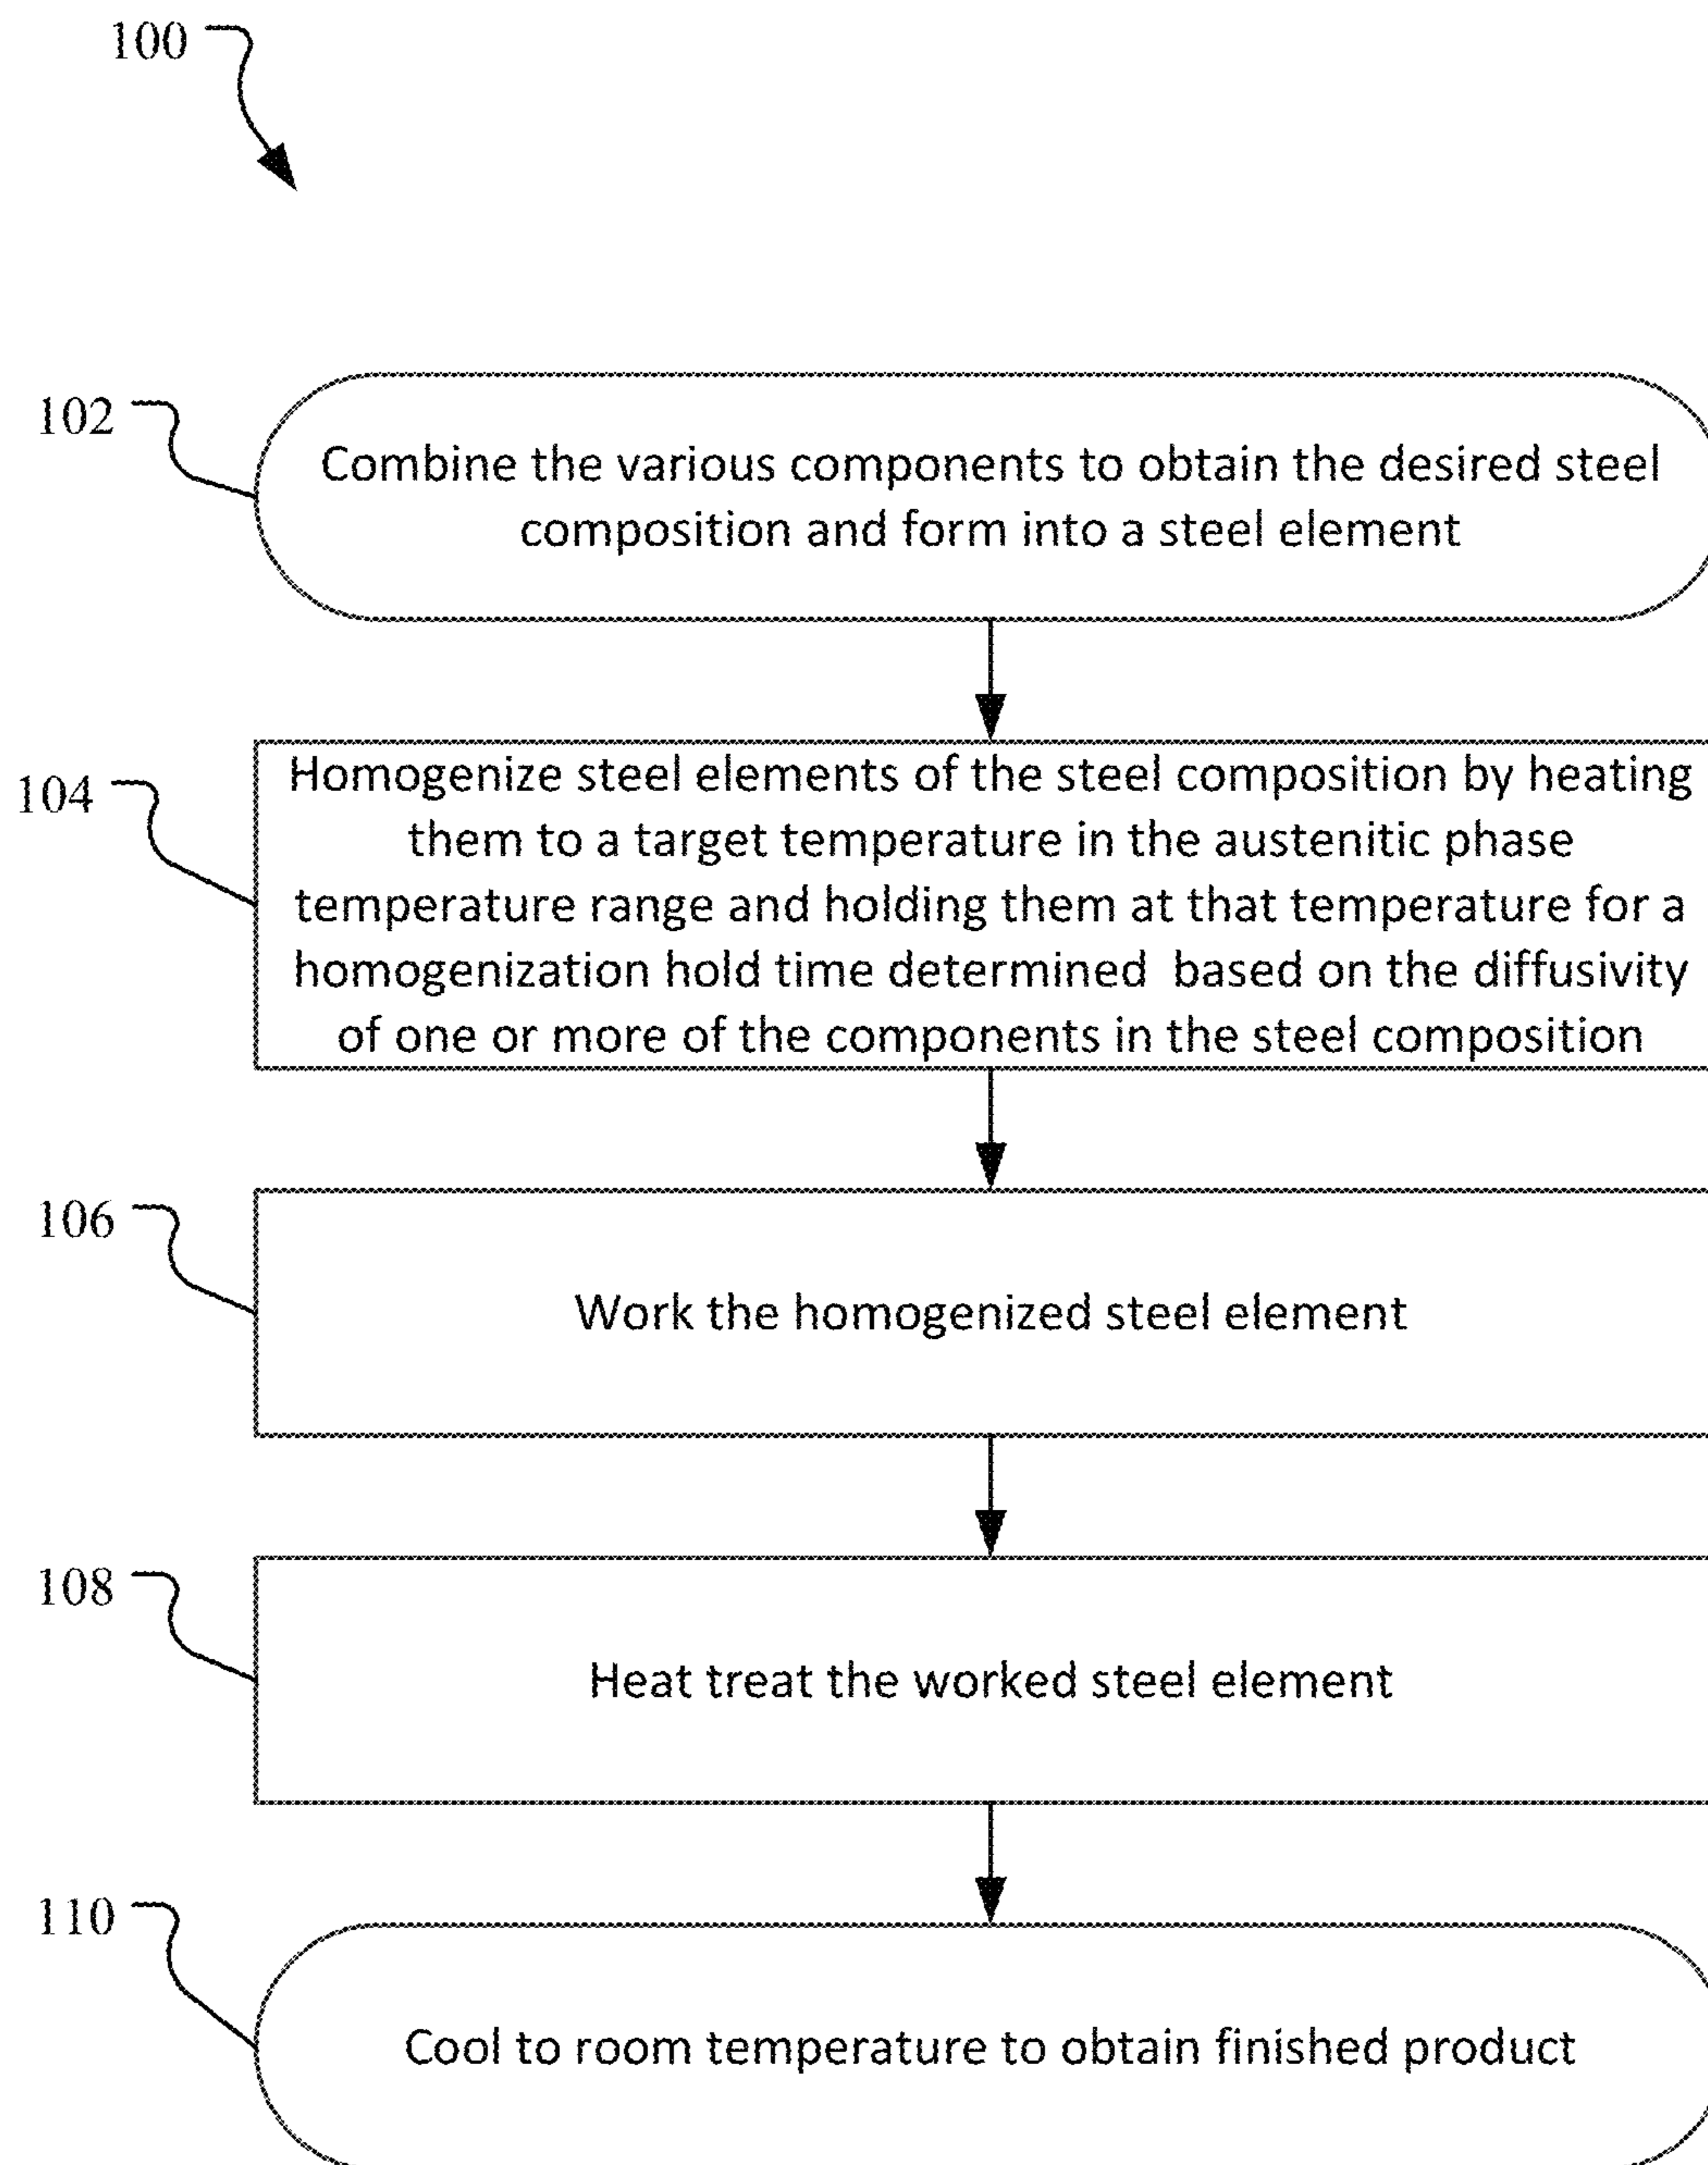 100
102
Combine the various components to obtain the desired steel
composition and form into a steel element
104
Homogenize steel elements of the steel composition by heating
them to a target temperature in the austenitic phase
temperature range and holding them at that temperature for a
homogenization hold time determined  based on the diffusivity
of one or more of the components in the steel composition
106
Work the homogenized steel element
108
Heat treat the worked steel element
110
Cool to room temperature to obtain finished product